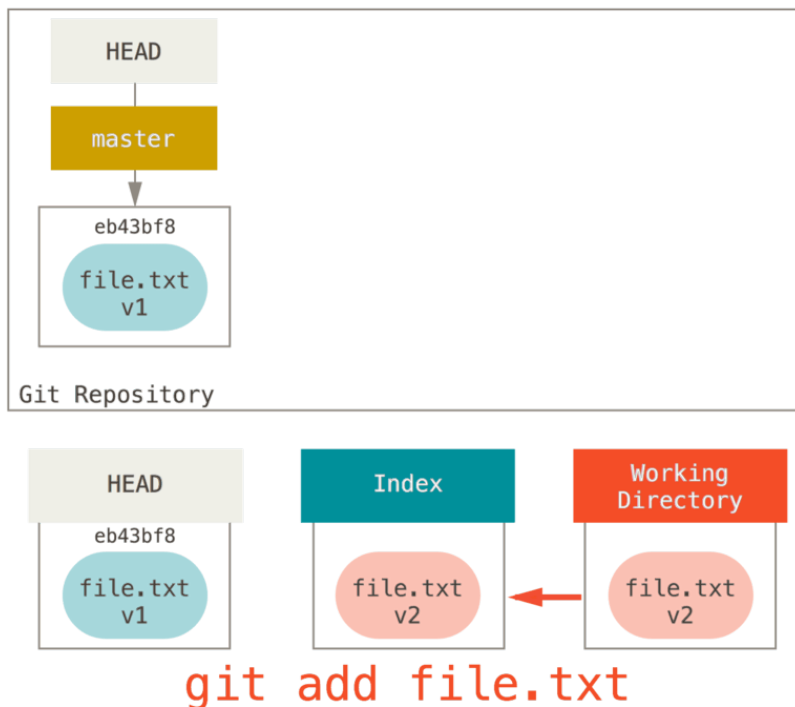 HEAD
master
eb43bf8
file.txt
v1
Git Repository
HEAD
eb43bf8
file.txt
v1
Index
file.txt
v2
Working
Directory
file.txt
v2
git add file.txt